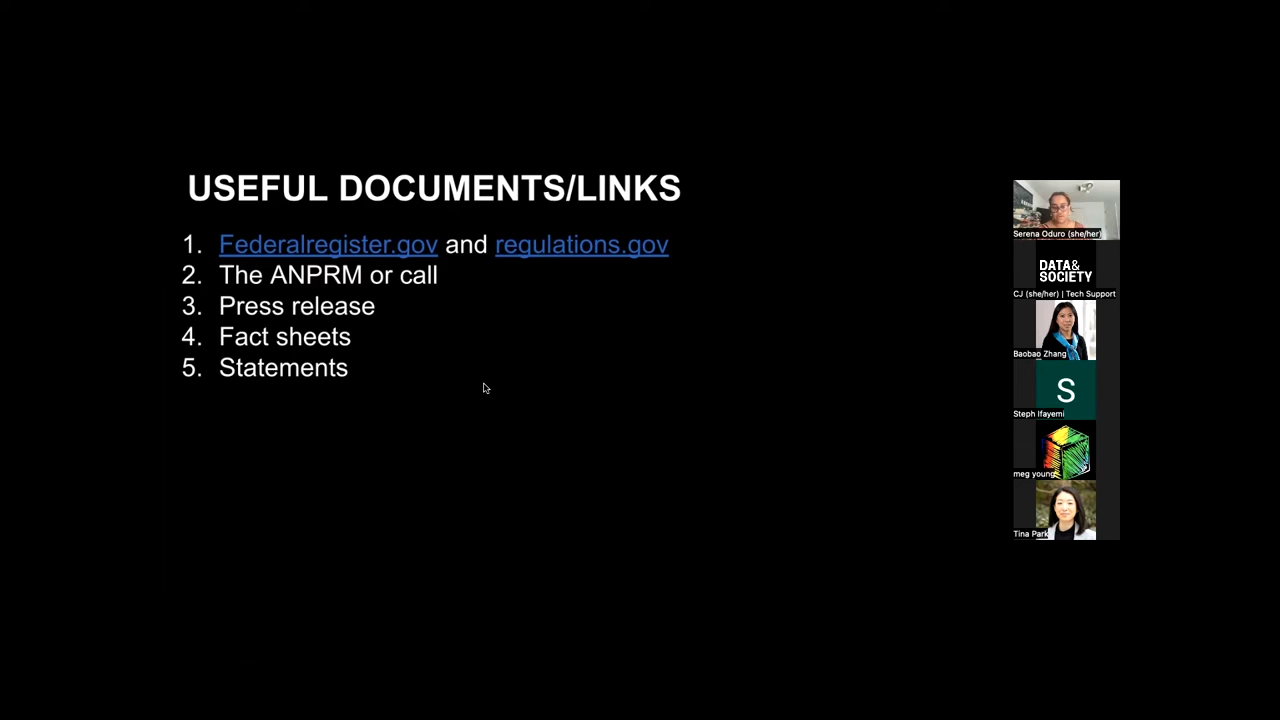 USEFUL DOCUMENTS/LINKS
1. Federalregister.gov and regulations.gov
2. The ANPRM or call
3. Press release
4. Fact sheets
5. Statements
Serena Oduro (she/her)
DATA&
SOCIETY
CJ (she/her) | Tech Support
Baobao Zhang
S
Steph Ifayemi
meg young
Tina Park